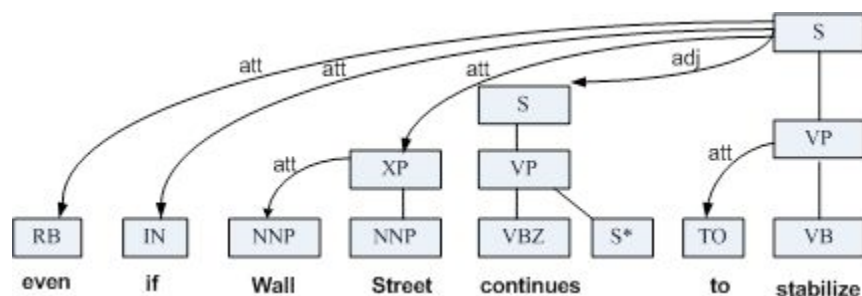 S
att att att adj
S
VP
att
att XP VP
RB IN NNP NNP VBZ S* TO VB
even if Wall Street continues to stabilize